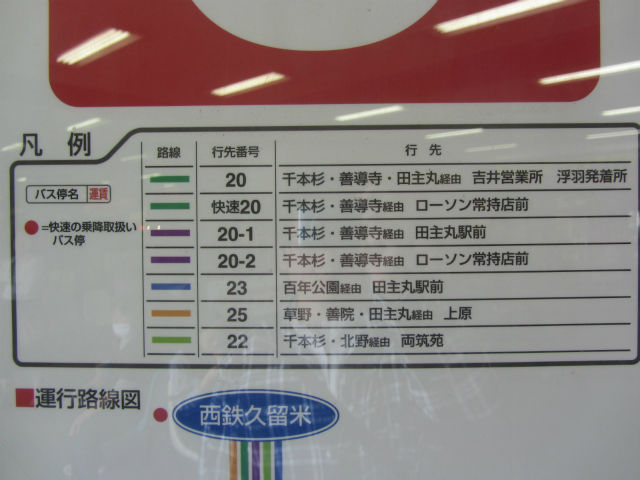 凡例
路線 行先番号 行先
バス停名 運賃
●=快速の乗降取扱いバス停
20 千本杉・善導寺・田主丸経由 吉井営業所 浮羽発着所
快速20 千本杉・善導寺経由 ローソン常持店前
20-1 千本杉・善導寺経由 田主丸駅前
20-2 千本杉・善導寺経由 ローソン常持店前
23 百年公園経由 田主丸駅前
25 草野・善院・田主丸経由 上原
22 千本杉・北野経由 両筑苑
■運行路線図
西鉄久留米